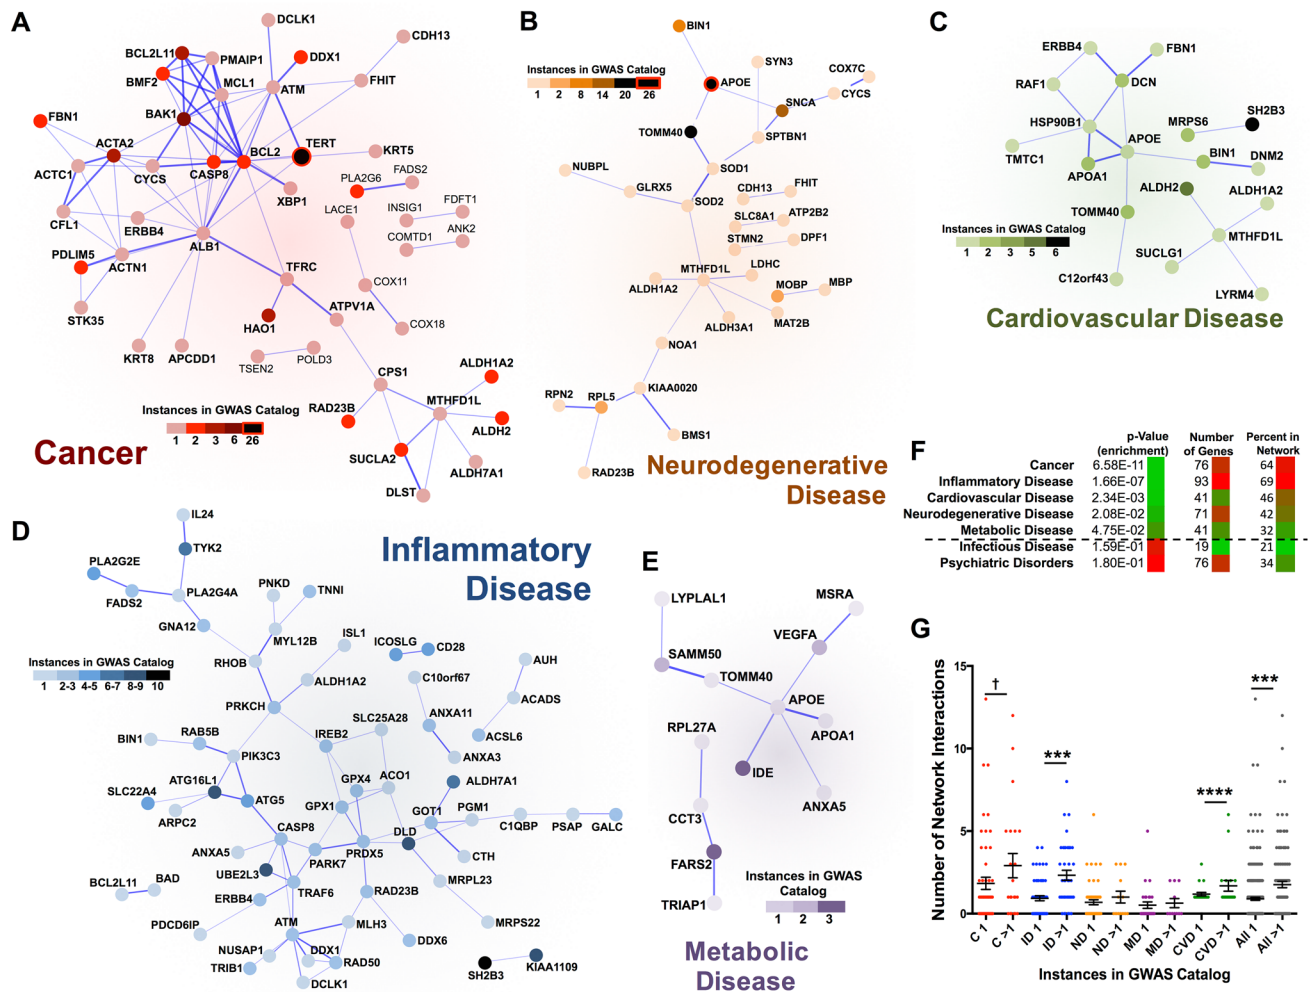 A
DCLK1
CDH13
BCL2L11
PMAIP1
DDX1
BMF2
MCL1
ATM
FHIT
FBN1
BAK1
TERT
ACTA2
BCL2
KRT5
ACTC1
CYCS
CASP8
PLA2G6
FADS2
XBP1
LACE1
INSIG1
FDFT1
CFL1
ERBB4
ALB1
COMTD1
ANK2
PDLIM5
ACTN1
TFRC
COX11
STK35
HAO1
ATPV1A
COX18
KRT8
APCDD1
TSEN2
POLD3
CPS1
ALDH1A2
Instances in GWAS Catalog
1 2 3 6 26
RAD23B
MTHFD1L
ALDH2
Cancer
SUCLA2
ALDH7A1
DLST
B
BIN1
SYN3
COX7C
Instances in GWAS Catalog
1 2 8 14 20 26
APOE
CYCS
SNCA
TOMM40
SPTBN1
NUBPL
SOD1
GLRX5
CDH13
FHIT
SOD2
SLC8A1
ATP2B2
STMN2
DPF1
MTHFD1L
LDHC
ALDH1A2
MOBP
MBP
ALDH3A1
MAT2B
NOA1
KIAA0020
RPN2
RPL5
BMS1
RAD23B
Neurodegenerative
Disease
C
ERBB4
FBN1
RAF1
DCN
HSP90B1
MRPS6
SH2B3
APOE
TMTC1
APOA1
BIN1
DNM2
ALDH2
ALDH1A2
TOMM40
Instances in GWAS Catalog
1 2 3 5 6
MTHFD1L
SUCLG1
C12orf43
LYRM4
Cardiovascular Disease
D
IL24
TYK2
PLA2G2E
FADS2
PLA2G4A
PNKD
TNNI
GNA12
MYL12B
ISL1
ICOSLG
CD28
Inflammatory
Disease
Instances in GWAS Catalog
1 2-3 4-5 6-7 8-9 10
RHOB
ALDH1A2
C10orf67
AUH
PRKCH
ACADS
SLC25A28
ANXA11
BIN1
RAB5B
IREB2
ACSL6
PIK3C3
ANXA3
ATG16L1
GPX4
ACO1
ALDH7A1
SLC22A4
ATG5
GPX1
GOT1
PGM1
ARPC2
CASP8
DLD
C1QBP
PSAP
GALC
ANXA5
PARK7
PRDX5
CTH
UBE2L3
BCL2L11
BAD
TRAF6
RAD23B
MRPL23
ERBB4
PDCD6IP
ATM
MLH3
MRPS22
NUSAP1
DDX1
DDX6
TRIB1
RAD50
SH2B3
KIAA1109
DCLK1
E
LYPLAL1
MSRA
VEGFA
SAMM50
TOMM40
APOE
RPL27A
APOA1
IDE
ANXA5
CCT3
FARS2
Instances in GWAS
Catalog
1 2 3
TRIAP1
Metabolic
Disease
F
p-Value
(enrichment)
Number
of Genes
Percent in
Network
Cancer 6.58E-11 76 64
Inflammatory Disease 1.66E-07 93 69
Cardiovascular Disease 2.34E-03 41 46
Neurodegenerative Disease 2.08E-02 71 42
Metabolic Disease 4.75E-02 41 32
Infectious Disease 1.59E-01 19 21
Psychiatric Disorders 1.80E-01 76 34
G
Number of Network Interactions
15
10
5
0
†
***
****
***
C 1
C >1
ID 1
ID >1
ND 1
ND >1
MD 1
MD >1
CVD 1
CVD >1
All 1
All >1
Instances in GWAS Catalog